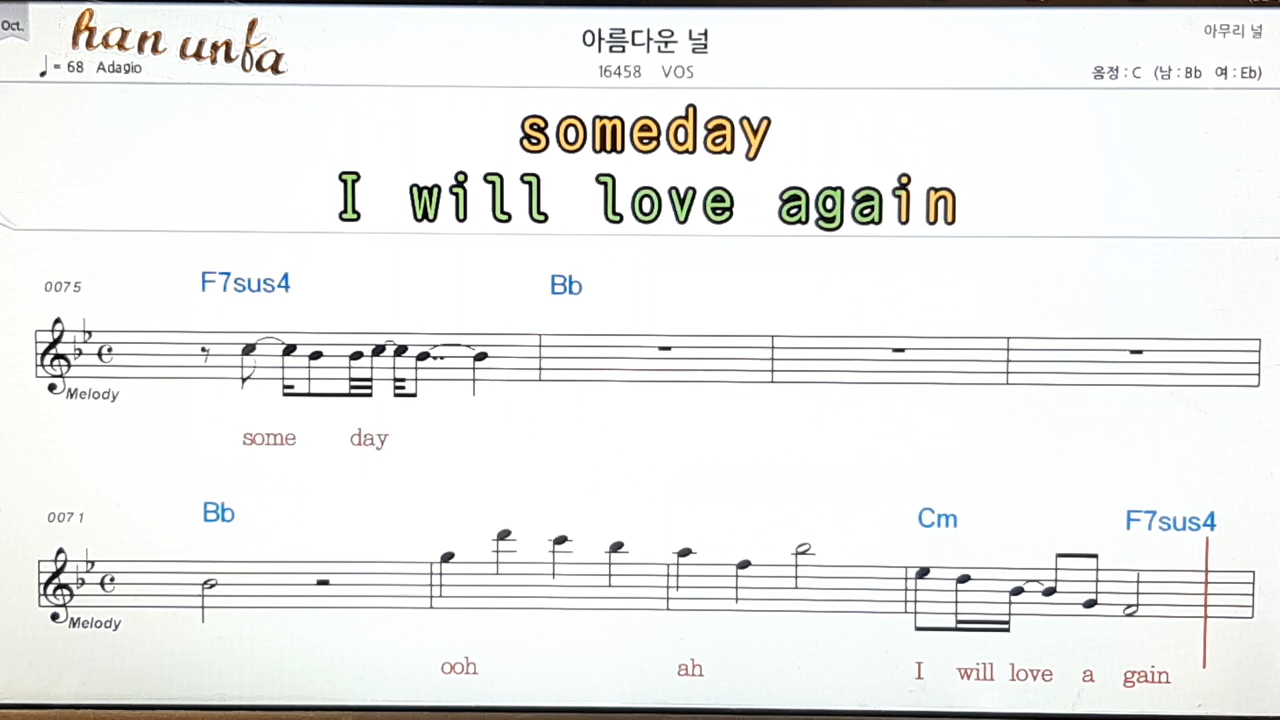 Oct.
han unfa
♩ = 68 Adagio
아름다운 널
16458 VOS
아무리 널
음정 : C (남 : Bb 여 : Eb)
someday
I will love again
0075
F7sus4 Bb
Melody
some day
0071
Bb Cm F7sus4
Melody
ooh ah I will love a gain